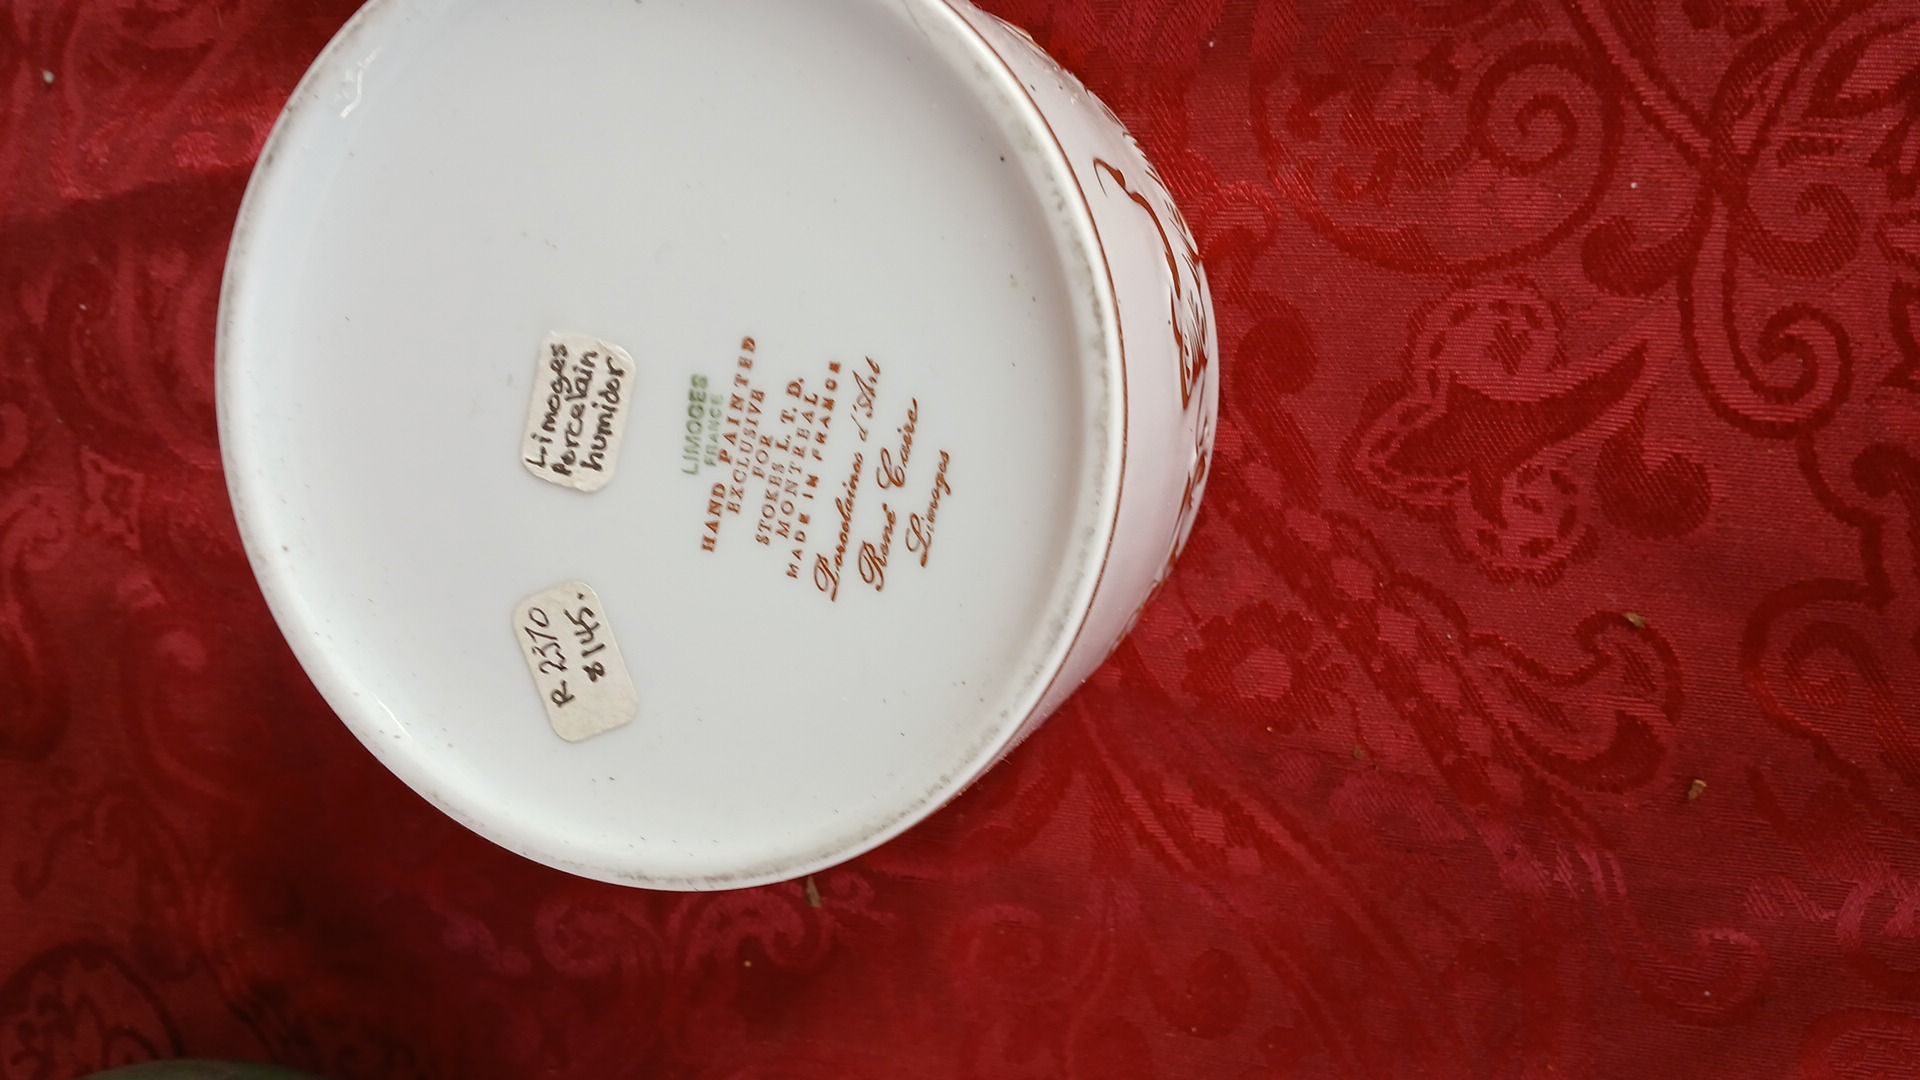 Limoges
Porcelain
humidor
R-2370
$145.
LIMOGES
FRANCE
HAND PAINTED
EXCLUSIVE
FOR
STOKES L.T.D.
MONTREAL
MADE IN FRANCE
Porcelaines d'Art
René Caire
Limoges